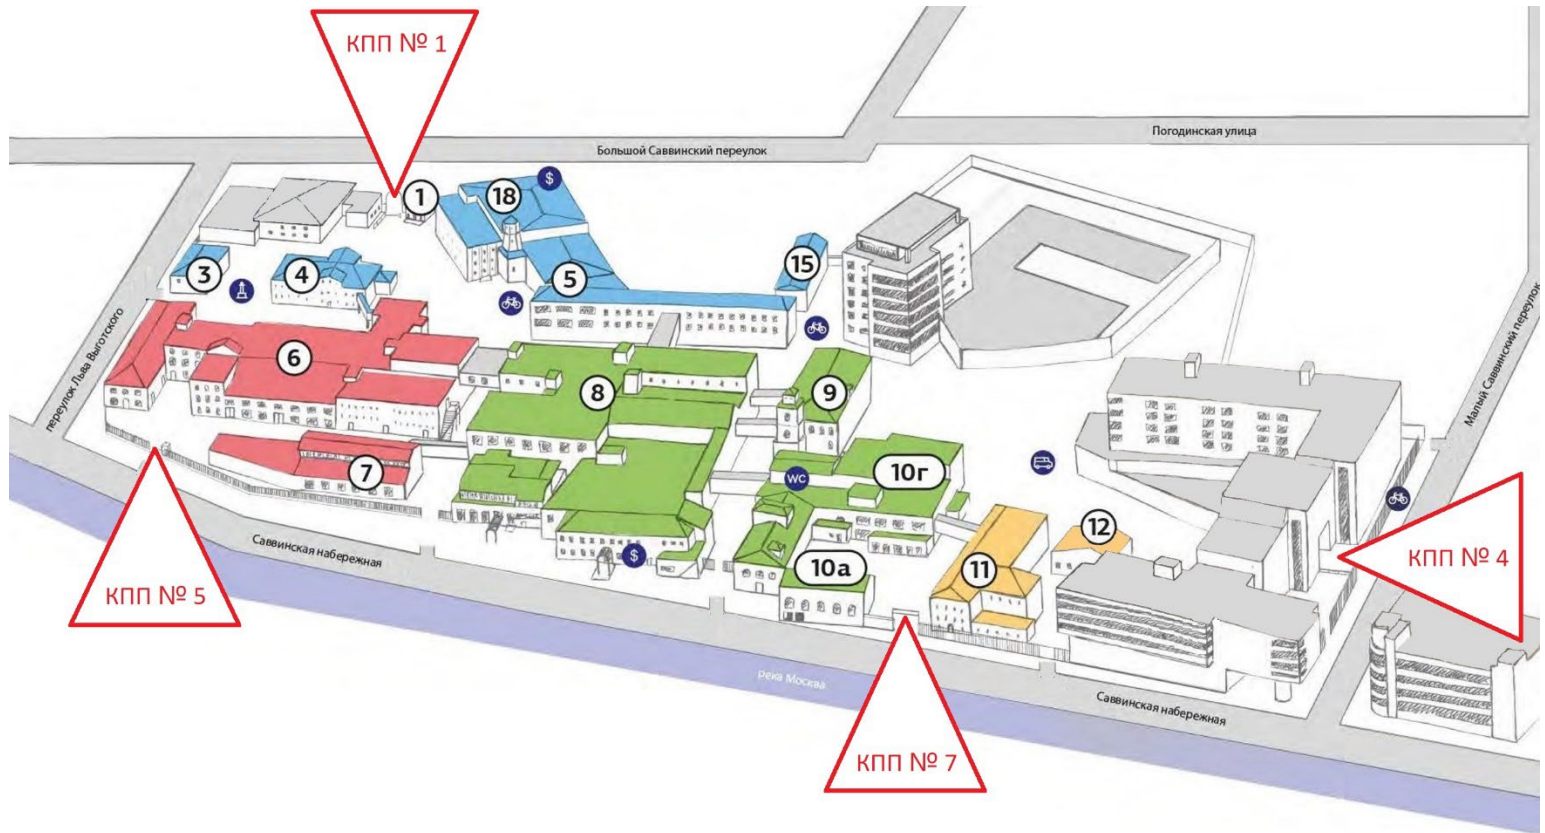 КПП № 1
Погодинская улица
Большой Саввинский переулок
$
18
1
15
3
4
5
переулок Льва Выготского
Малый Саввинский переулок
6
8
9
7
10г
WC
12
КПП № 4
Саввинская набережная
$
10а
11
КПП № 5
река Москва
Саввинская набережная
КПП № 7